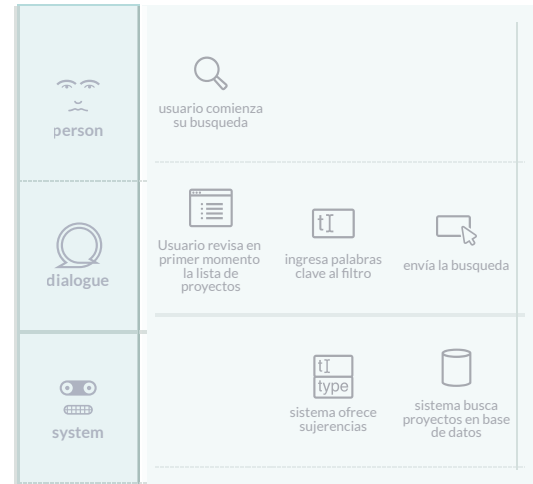 person
usuario comienza
su busqueda
dialogue
Usuario revisa en
primer momento
la lista de
proyectos
tI
ingresa palabras
clave al filtro
envía la busqueda
system
tI
type
sistema ofrece
sujerencias
sistema busca
proyectos en base
de datos